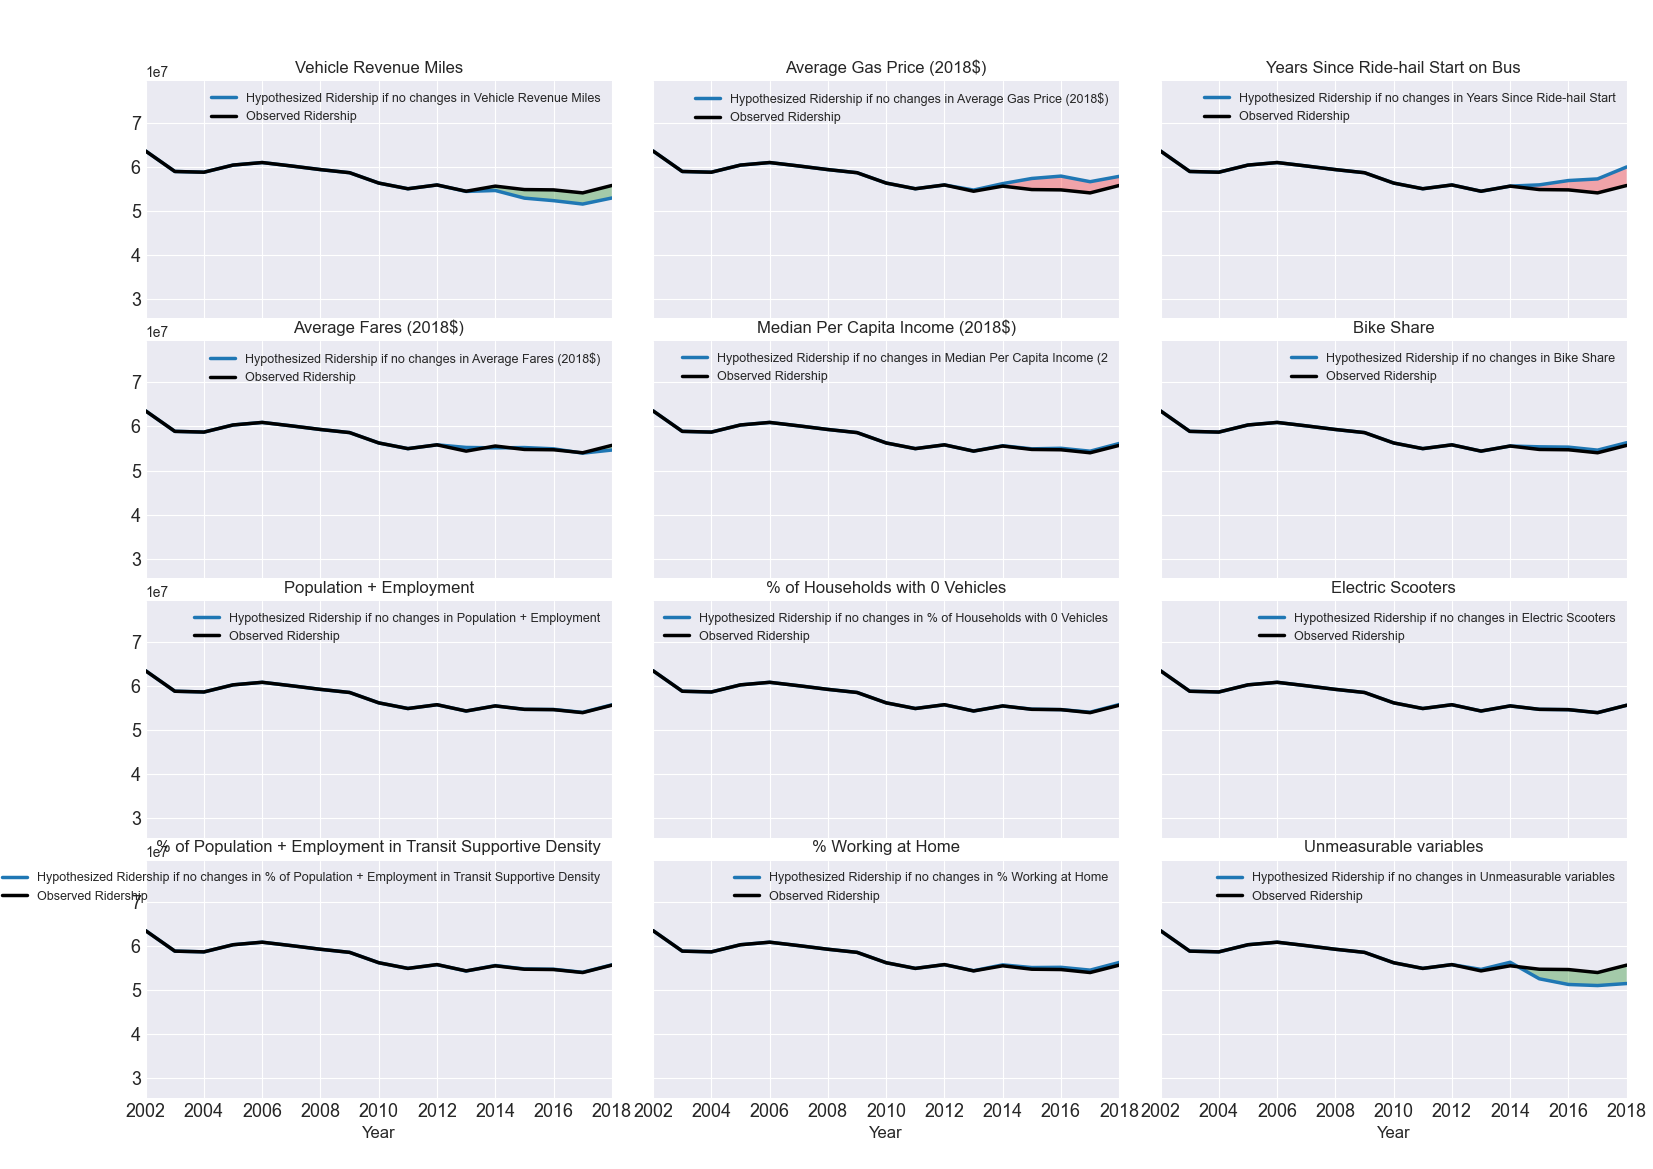 Vehicle Revenue Miles
Average Gas Price (2018$)
Years Since Ride-hail Start on Bus
1e7
Hypothesized Ridership if no changes in Vehicle Revenue Miles
Observed Ridership
Hypothesized Ridership if no changes in Average Gas Price (2018$)
Observed Ridership
Hypothesized Ridership if no changes in Years Since Ride-hail Start
Observed Ridership
7
6
5
4
3
Average Fares (2018$)
Median Per Capita Income (2018$)
Bike Share
1e7
Hypothesized Ridership if no changes in Average Fares (2018$)
Observed Ridership
Hypothesized Ridership if no changes in Median Per Capita Income (2
Observed Ridership
Hypothesized Ridership if no changes in Bike Share
Observed Ridership
7
6
5
4
3
Population + Employment
% of Households with 0 Vehicles
Electric Scooters
1e7
Hypothesized Ridership if no changes in Population + Employment
Observed Ridership
Hypothesized Ridership if no changes in % of Households with 0 Vehicles
Observed Ridership
Hypothesized Ridership if no changes in Electric Scooters
Observed Ridership
7
6
5
4
3
% of Population + Employment in Transit Supportive Density
% Working at Home
Unmeasurable variables
1e7
Hypothesized Ridership if no changes in % of Population + Employment in Transit Supportive Density
Observed Ridership
Hypothesized Ridership if no changes in % Working at Home
Observed Ridership
Hypothesized Ridership if no changes in Unmeasurable variables
Observed Ridership
7
6
5
4
3
2002 2004 2006 2008 2010 2012 2014 2016 2018
2002 2004 2006 2008 2010 2012 2014 2016 2018
2002 2004 2006 2008 2010 2012 2014 2016 2018
Year
Year
Year